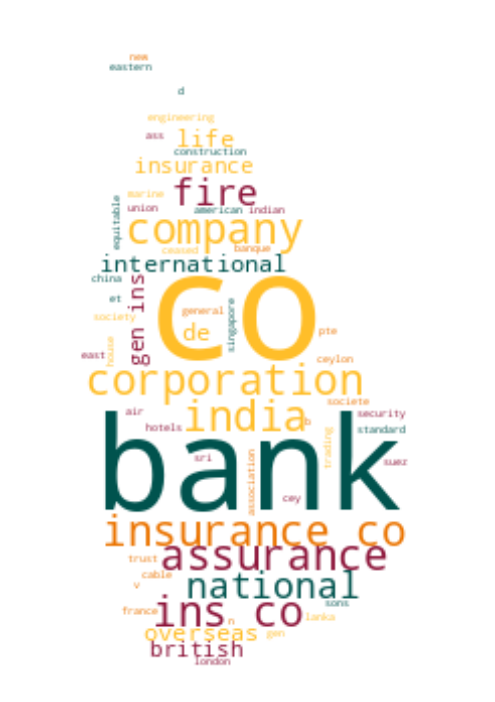 new
eastern
d
engineering
ass
life
construction
insurance
fire
marine
union
american
indian
equitable
company
ceased
banque
international
china
gen ins
co
et
general
singapore
society
de
pte
east
house
ceylon
corporation
societe
air
india
b
security
hotels
standard
trading
bank
sri
suez
association
cey
insurance co
assurance
trust
cable
v
national
sons
france
ins co
n
lanka
overseas
gen
british
london